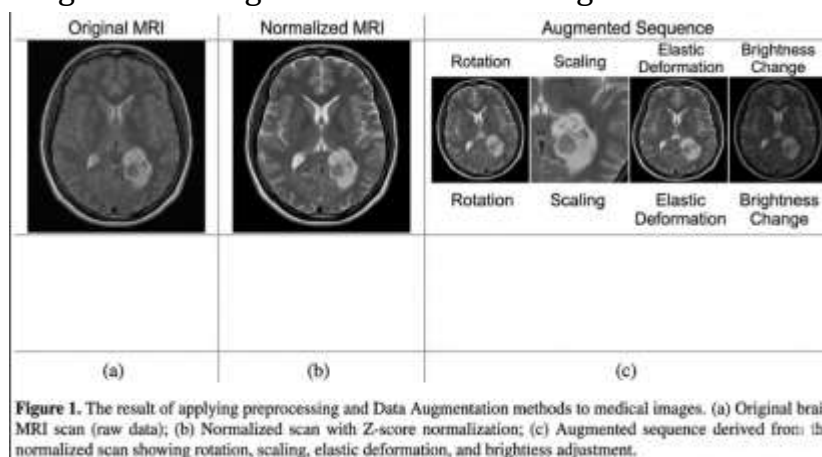 Original MRI Normalized MRI Augmented Sequence
Rotation Scaling Elastic Deformation Brightness Change
Rotation Scaling Elastic Deformation Brightness Change
(a) (b) (c)
Figure 1. The result of applying preprocessing and Data Augmentation methods to medical images. (a) Original brai
MRI scan (raw data); (b) Normalized scan with Z-score normalization; (c) Augmented sequence derived from th
normalized scan showing rotation, scaling, elastic deformation, and brightiess adjustment.